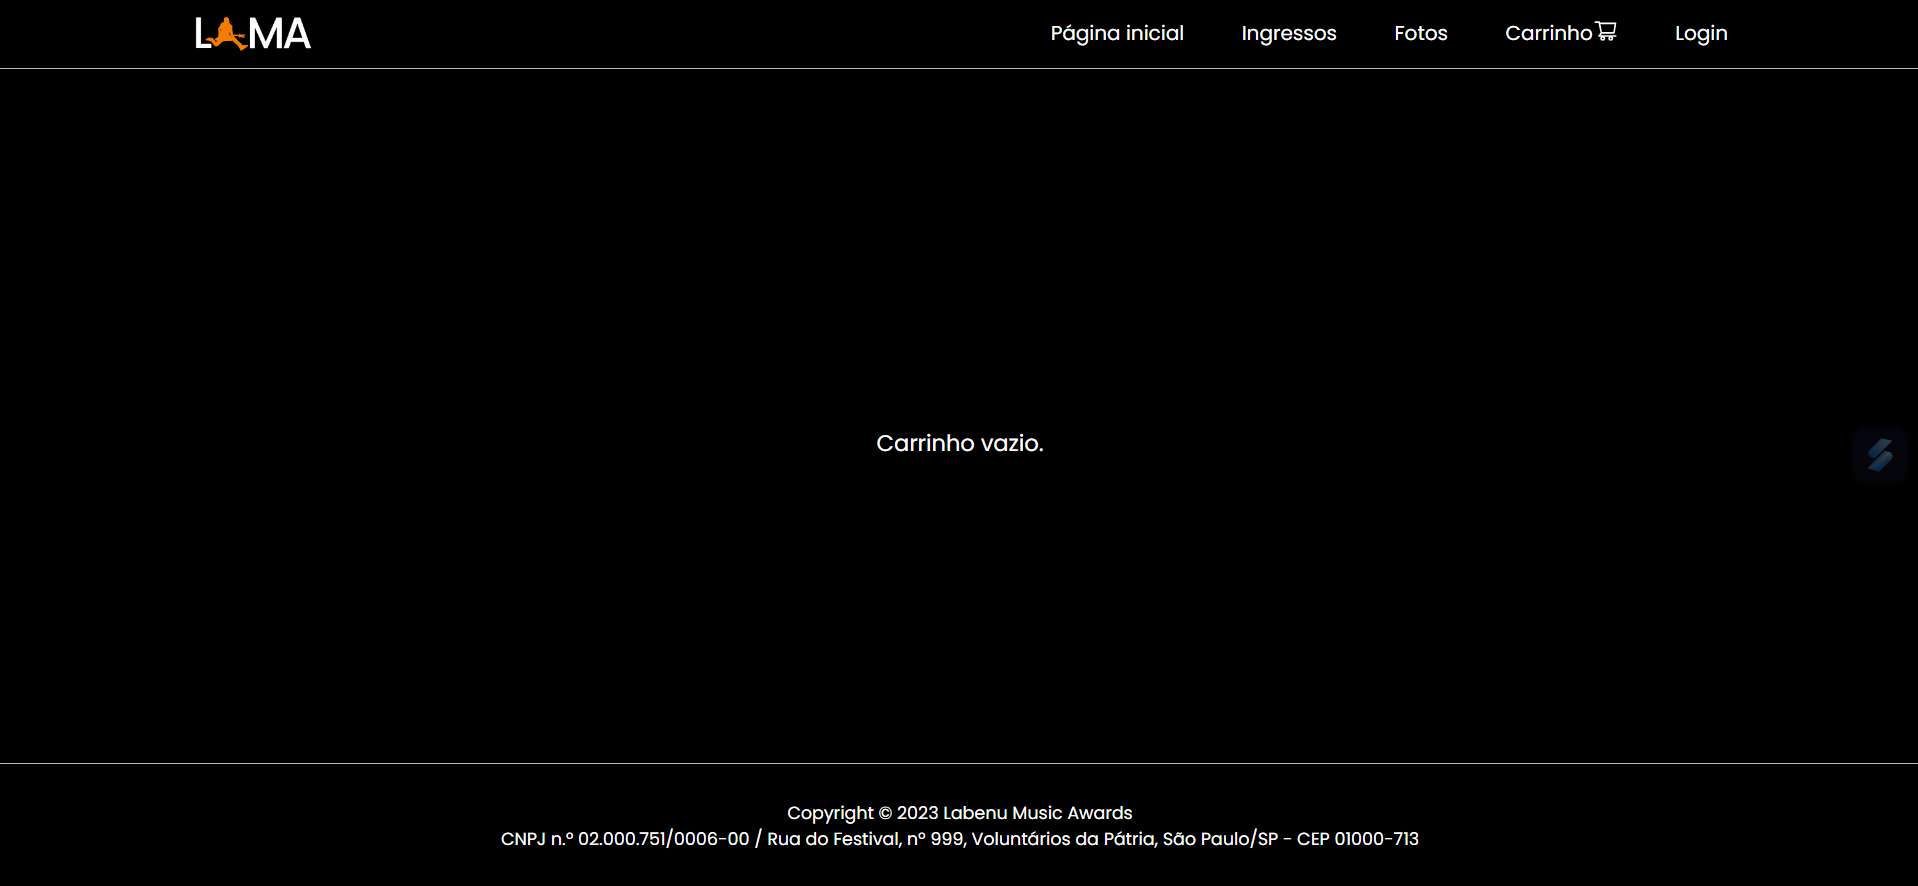 LAMA
Página inicial Ingressos Fotos Carrinho Login
Carrinho vazio.
Copyright © 2023 Labenu Music Awards
CNPJ n.º 02.000.751/0006-00 / Rua do Festival, nº 999, Voluntários da Pátria, São Paulo/SP - CEP 01000-713